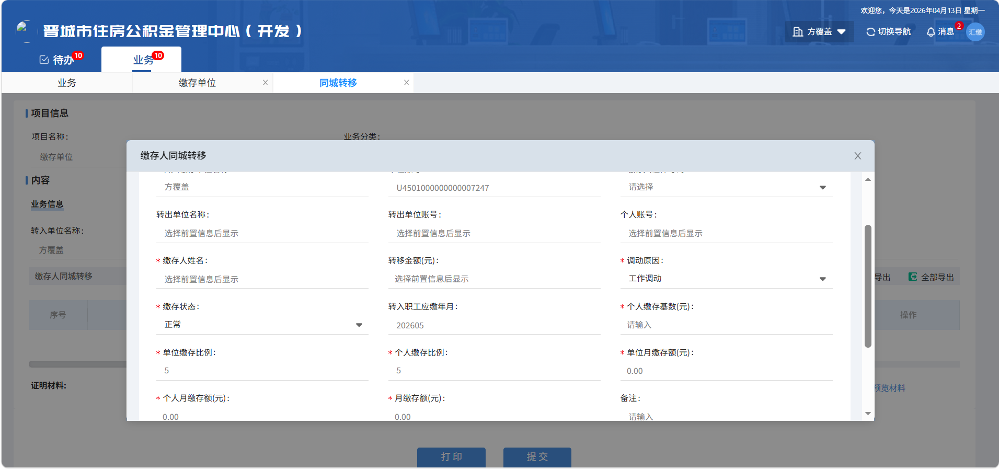 欢迎您，今天是2026年04月13日 星期一
晋城市住房公积金管理中心（开发）
方覆盖
切换导航
消息 2
汇缴
待办 10
业务 10
业务
缴存单位
同城转移
项目信息
项目名称：
业务分类：
缴存单位
内容
业务信息
转入单位名称：
方覆盖
缴存人同城转移
导出
全部导出
序号
操作
证明材料：
预览材料
缴存人同城转移
方覆盖
U4501000000000007247
请选择
转出单位名称：
转出单位账号：
个人账号：
选择前置信息后显示
选择前置信息后显示
选择前置信息后显示
* 缴存人姓名：
转移金额(元)：
* 调动原因：
选择前置信息后显示
选择前置信息后显示
工作调动
* 缴存状态：
转入职工应缴年月：
* 个人缴存基数(元)：
正常
202605
请输入
* 单位缴存比例：
* 个人缴存比例：
* 单位月缴存额(元)：
5
5
0.00
* 个人月缴存额(元)：
* 月缴存额(元)：
备注：
0.00
0.00
请输入
打 印
提 交